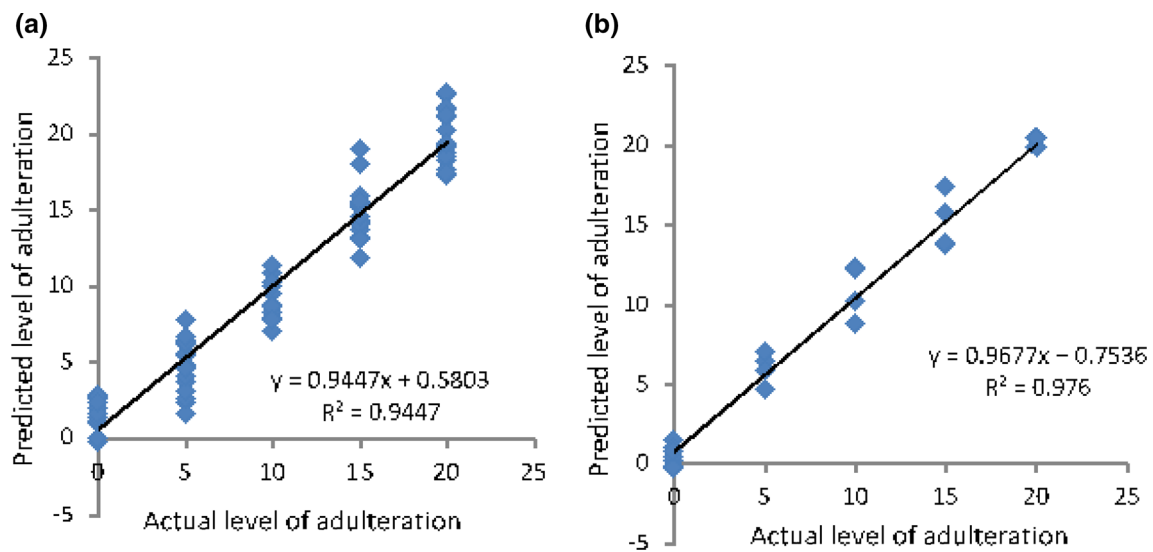 (a)
25
20
15
10
5
0
-5
Predicted level of adulteration
0 5 10 15 20 25
Actual level of adulteration
y = 0.9447x + 0.5803
R² = 0.9447
(b)
25
20
15
10
5
0
-5
Predicted level of adulteration
0 5 10 15 20 25
Actual level of adulteration
y = 0.9677x − 0.7536
R² = 0.976